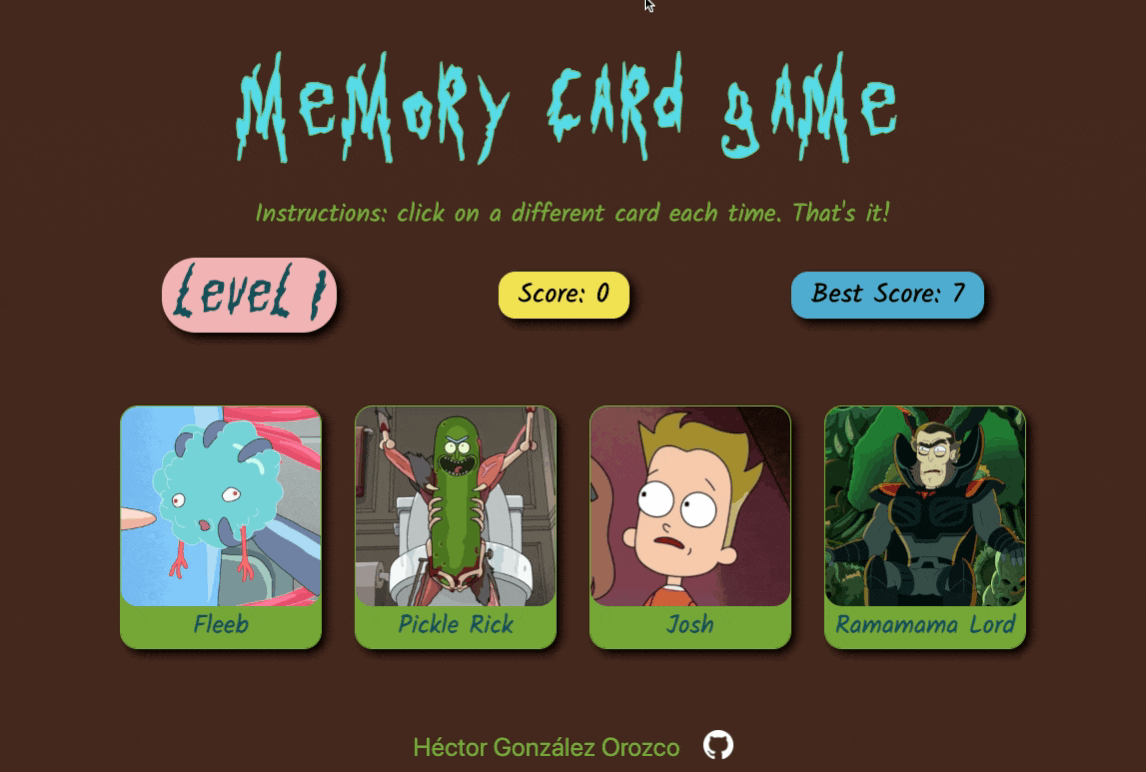 MeMoRy CARd gAMe
Instructions: click on a different card each time. That's it!
LeveL 1
Score: 0
Best Score: 7
Fleeb
Pickle Rick
Josh
Ramamama Lord
Héctor González Orozco